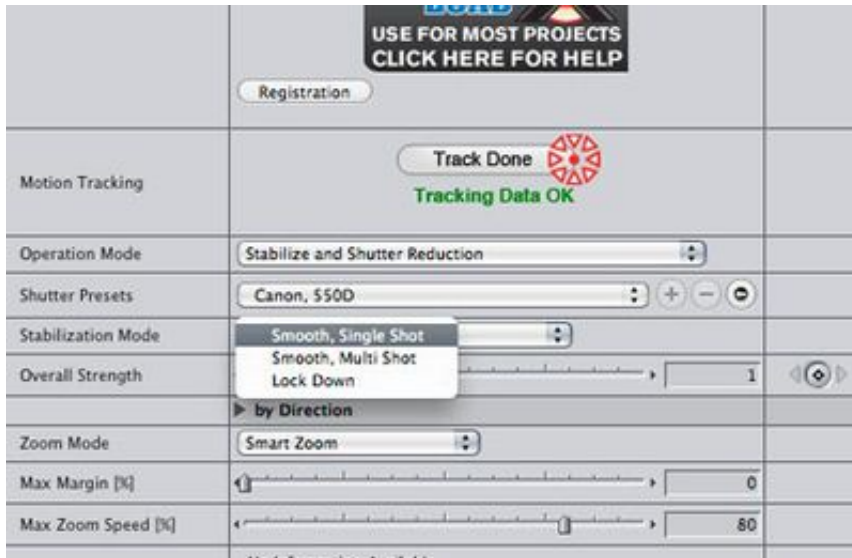 USE FOR MOST PROJECTS
CLICK HERE FOR HELP
Registration
Motion Tracking
Track Done
Tracking Data OK
Operation Mode
Stabilize and Shutter Reduction
Shutter Presets
Canon, 550D
Stabilization Mode
Smooth, Single Shot
Smooth, Multi Shot
Lock Down
Overall Strength
1
by Direction
Zoom Mode
Smart Zoom
Max Margin [%]
0
Max Zoom Speed [%]
80